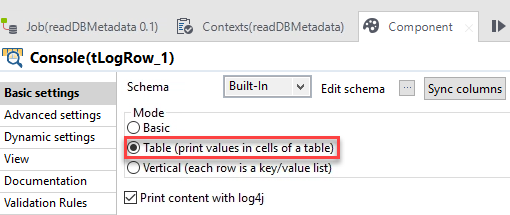 Job(readDBMetadata 0.1) Contexts(readDBMetadata) Component
Console(tLogRow_1)
Basic settings
Advanced settings
Dynamic settings
View
Documentation
Validation Rules
Schema Built-In Edit schema ... Sync columns
Mode
Basic
Table (print values in cells of a table)
Vertical (each row is a key/value list)
Print content with log4j